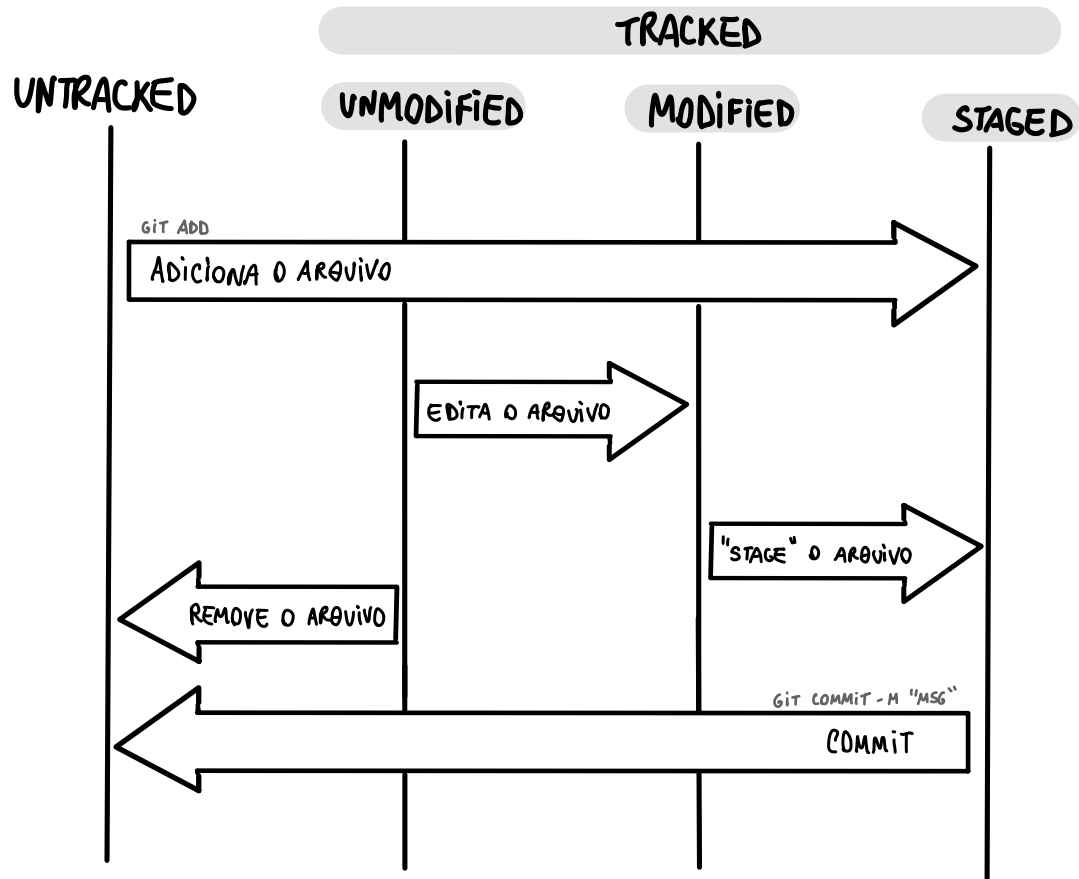 TRACKED
UNTRACKED
UNMODiFiED
MODiFiED
STAGED
GiT ADD
ADiCiONA O ARQUiVO
EDiTA O ARQUiVO
"STAGE" O ARQUiVO
REMOVE O ARQUiVO
GiT COMMiT -M "MSG"
COMMiT